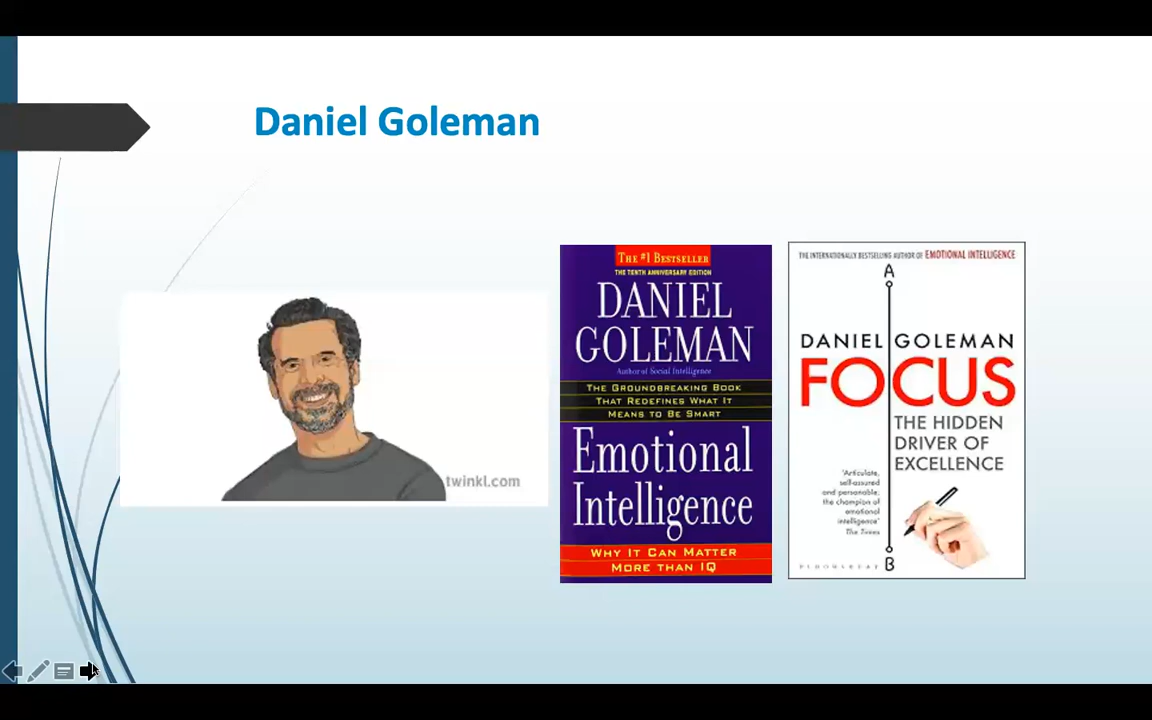 Daniel Goleman
twinkl.com
THE #1 BESTSELLER
THE TENTH ANNIVERSARY EDITION
DANIEL
GOLEMAN
Author of Social Intelligence
THE GROUNDBREAKING BOOK
THAT REDEFINES WHAT IT
MEANS TO BE SMART
Emotional
Intelligence
WHY IT CAN MATTER
MORE THAN IQ
THE INTERNATIONALLY BESTSELLING AUTHOR OF EMOTIONAL INTELLIGENCE
A
DANIEL GOLEMAN
FOCUS
THE HIDDEN
DRIVER OF
EXCELLENCE
'Articulate,
self-assured
and personable;
the champion of
emotional
intelligence'
The Times
BLOOMSBURY
B